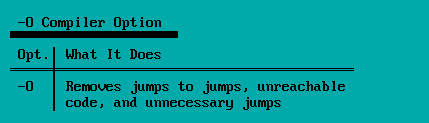 -O Compiler Option
Opt. What It Does
-O Removes jumps to jumps, unreachable
code, and unnecessary jumps